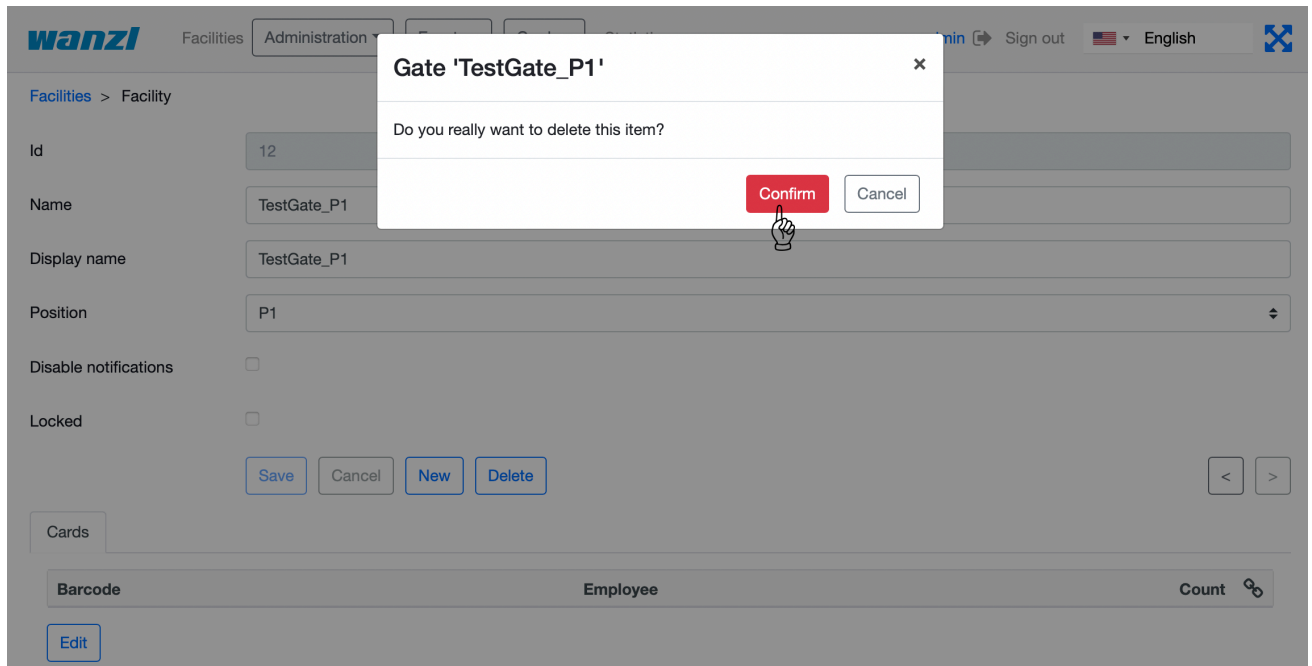 wanzl
Facilities Administration min Sign out English
Gate 'TestGate_P1' ×
Facilities > Facility
Do you really want to delete this item?
Id 12
Confirm Cancel
Name TestGate_P1
Display name TestGate_P1
Position P1
Disable notifications
Locked
Save Cancel New Delete < >
Cards
Barcode Employee Count
Edit